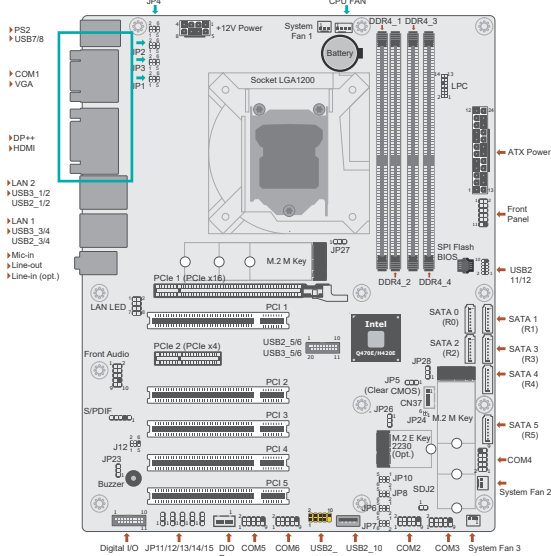 JP4
CPU FAN
PS2
USB7/8
COM1
VGA
DP++
HDMI
LAN 2
USB3_1/2
USB2_1/2
LAN 1
USB3_3/4
USB2_3/4
Mic-in
Line-out
Line-in (opt.)
+12V Power
System
Fan 1
DDR4_1
DDR4_3
JP2
JP3
JP1
Battery
Socket LGA1200
LPC
ATX Power
Front
Panel
SPI Flash
BIOS
USB2
11/12
DDR4_2
DDR4_4
JP27
M.2 M Key
PCIe 1 (PCIe x16)
LAN LED
PCI 1
PCIe 2 (PCIe x4)
USB2_5/6
USB3_5/6
Intel
Q470E/H420E
SATA 0
(R0)
SATA 1
(R1)
SATA 2
(R2)
SATA 3
(R3)
SATA 4
(R4)
SATA 5
(R5)
Front Audio
PCI 2
JP28
JP5
(Clear CMOS)
CN37
S/PDIF
PCI 3
JP26
JP24
M.2 M Key
J12
JP23
Buzzer
PCI 4
PCI 5
M.2 E Key
2230
(Opt.)
COM4
System Fan 2
JP10
JP8
SDJ2
JP6
JP7
Digital I/O
JP11/12/13/14/15
DIO
COM5
COM6
USB2_
USB2_10
COM2
COM3
System Fan 3